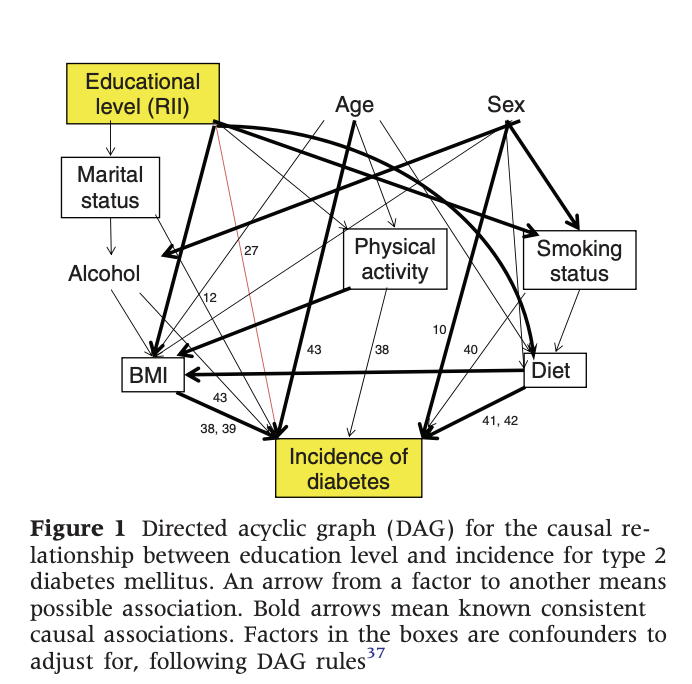 Educational
level (RII)
Age
Sex
Marital
status
Physical
activity
Smoking
status
Alcohol
27
12
10
43
38
40
BMI
Diet
43
38, 39
41, 42
Incidence of
diabetes
Figure 1 Directed acyclic graph (DAG) for the causal re-
lationship between education level and incidence for type 2
diabetes mellitus. An arrow from a factor to another means
possible association. Bold arrows mean known consistent
causal associations. Factors in the boxes are confounders to
adjust for, following DAG rules37